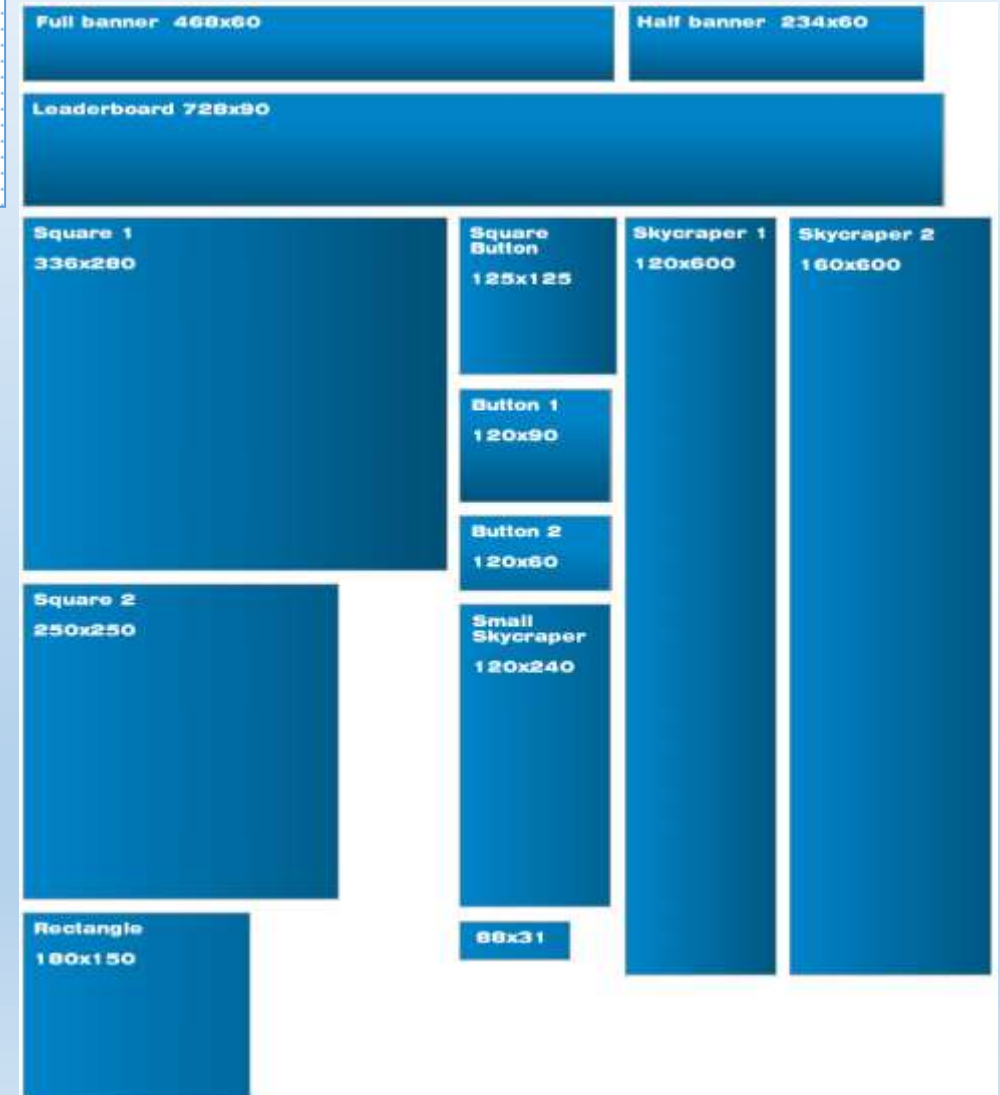 Full banner 468x60
Half banner 234x60
Leaderboard 728x90
Square 1
336x280
Square
Button
125x125
Skycraper 1
120x600
Skycraper 2
160x600
Button 1
120x90
Button 2
120x60
Square 2
250x250
Small
Skycraper
120x240
Rectangle
180x150
88x31